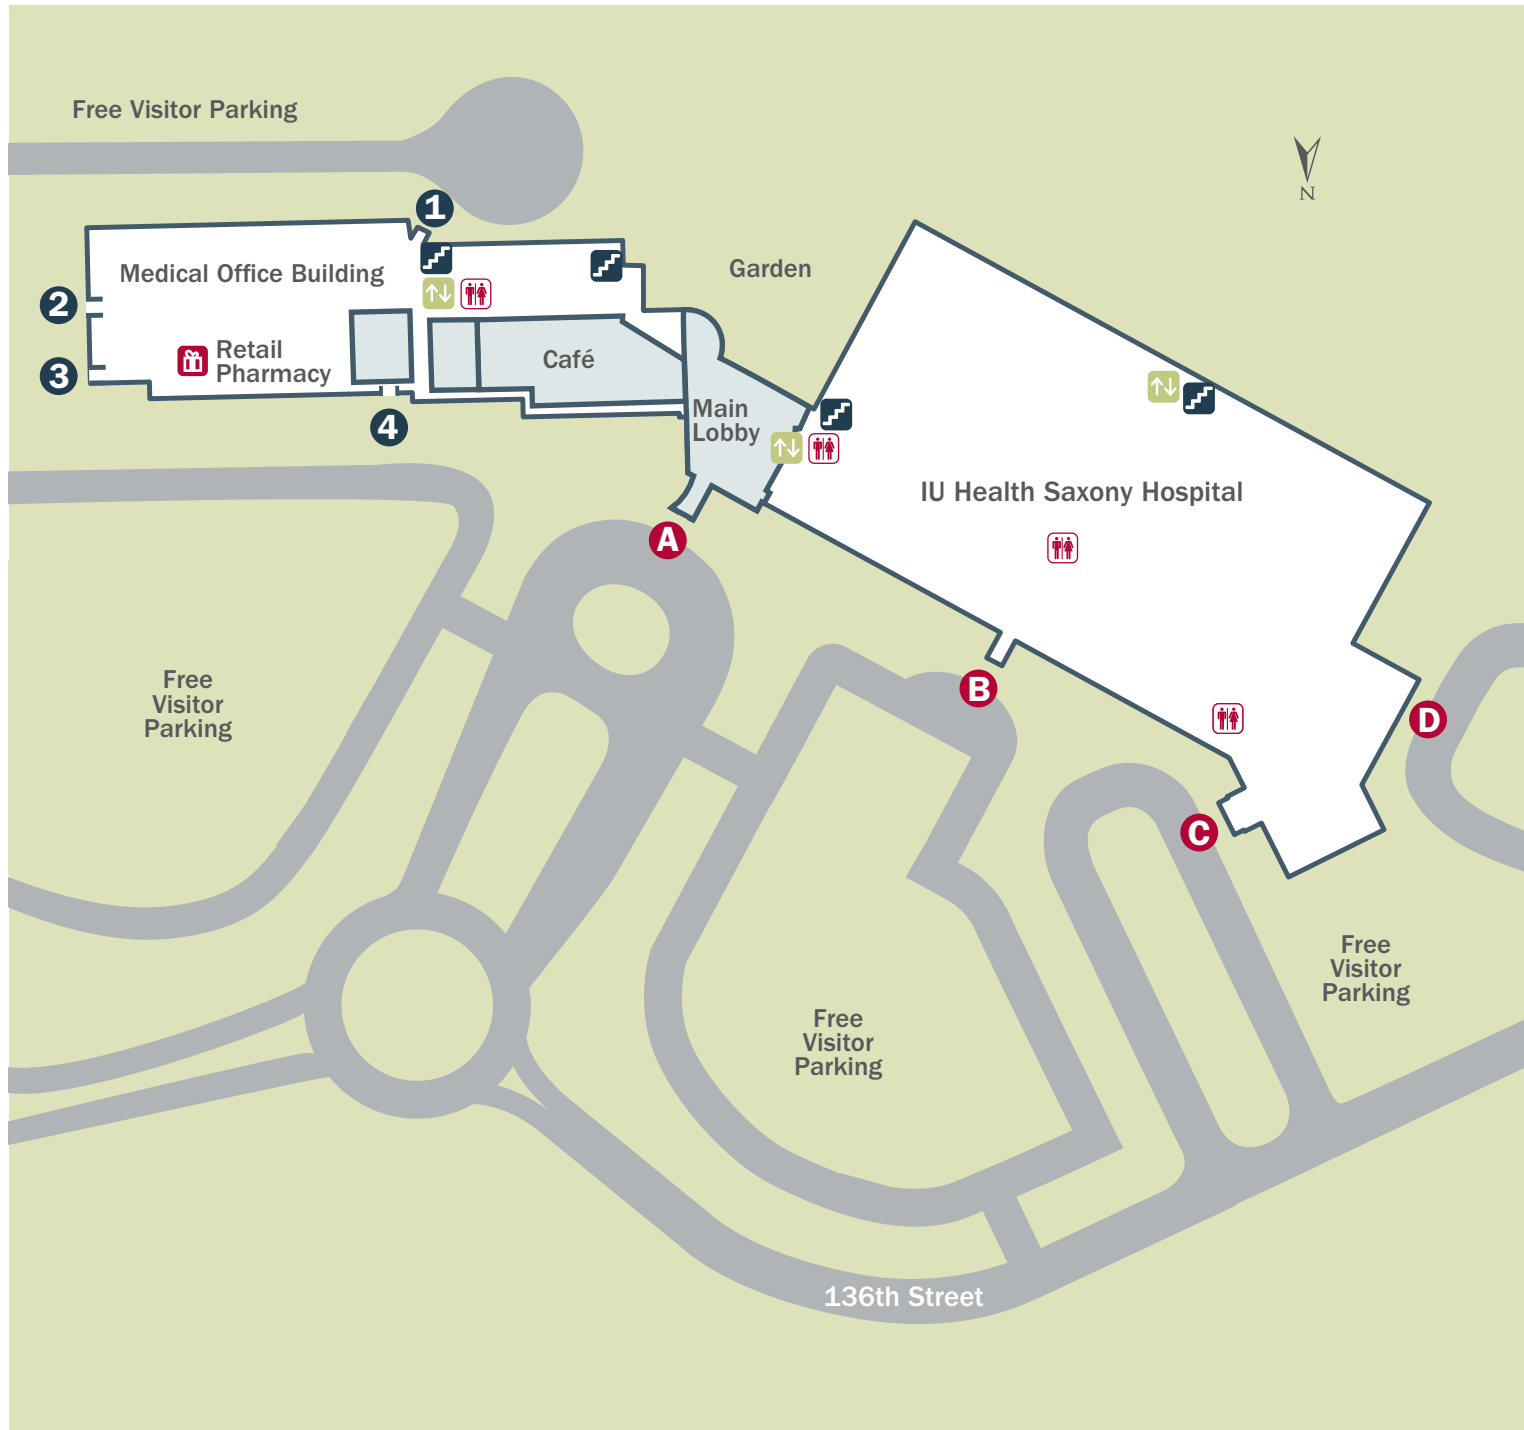 Free Visitor Parking
N
1
Medical Office Building
Garden
2
Retail
Pharmacy
Café
3
4
Main
Lobby
IU Health Saxony Hospital
A
B
Free
Visitor
Parking
D
C
Free
Visitor
Parking
Free
Visitor
Parking
136th Street